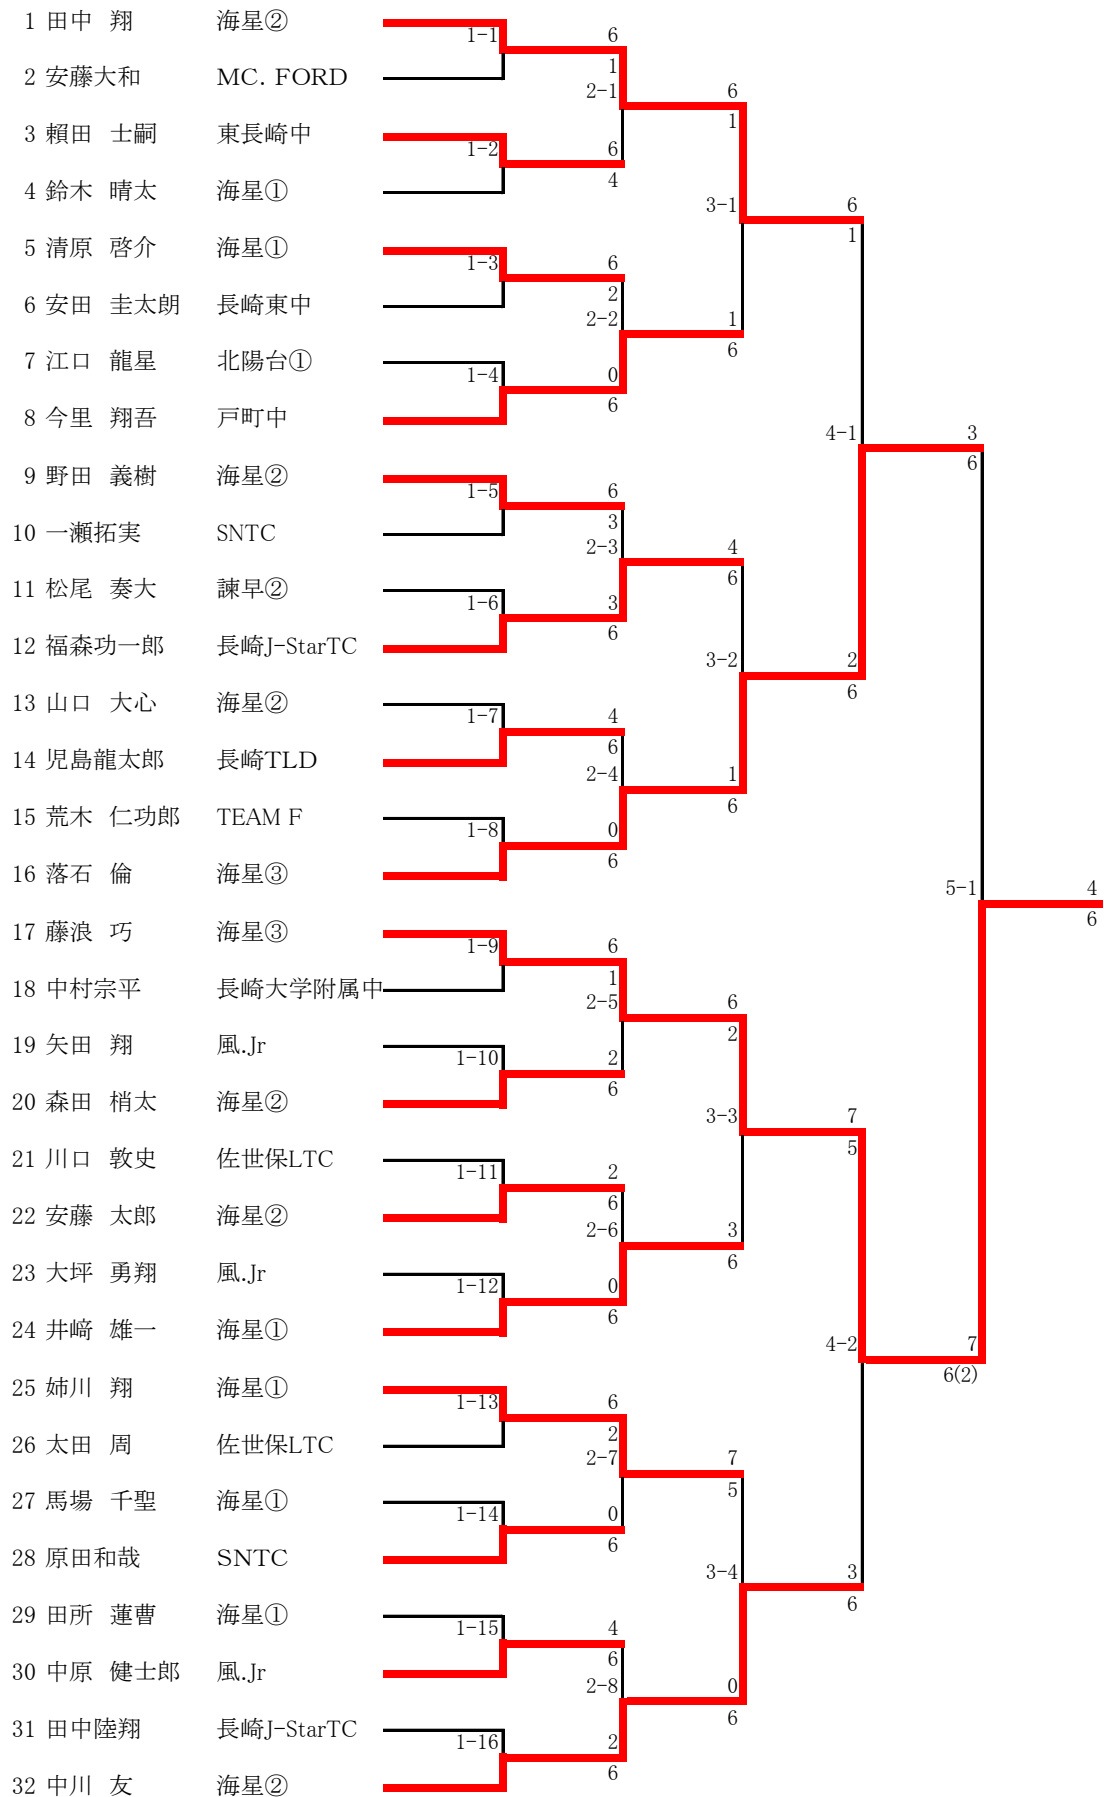 1 田中 翔 海星②
1-1 6
1
2 安藤大和 MC. FORD
2-1 6
1
3 頼田 士嗣 東長崎中
1-2 6
4
4 鈴木 晴太 海星①
3-1 6
1
5 清原 啓介 海星①
1-3 6
2
6 安田 圭太朗 長崎東中
2-2 1
6
7 江口 龍星 北陽台①
1-4 0
6
8 今里 翔吾 戸町中
4-1 3
6
9 野田 義樹 海星②
1-5 6
3
10 一瀬拓実 SNTC
2-3 4
6
11 松尾 奏大 諫早②
1-6 3
6
12 福森功一郎 長崎J-StarTC
3-2 2
6
13 山口 大心 海星②
1-7 4
6
14 児島龍太郎 長崎TLD
2-4 1
6
15 荒木 仁功郎 TEAM F
1-8 0
6
16 落石 倫 海星③
5-1 4
6
17 藤浪 巧 海星③
1-9 6
1
18 中村宗平 長崎大学附属中
2-5 6
2
19 矢田 翔 風.Jr
1-10 2
6
20 森田 梢太 海星②
3-3 7
5
21 川口 敦史 佐世保LTC
1-11 2
6
22 安藤 太郎 海星②
2-6 3
6
23 大坪 勇翔 風.Jr
1-12 0
6
24 井﨑 雄一 海星①
4-2 7
6(2)
25 姉川 翔 海星①
1-13 6
2
26 太田 周 佐世保LTC
2-7 7
5
27 馬場 千聖 海星①
1-14 0
6
28 原田和哉 SNTC
3-4 3
6
29 田所 蓮曹 海星①
1-15 4
6
30 中原 健士郎 風.Jr
2-8 0
6
31 田中陸翔 長崎J-StarTC
1-16 2
6
32 中川 友 海星②